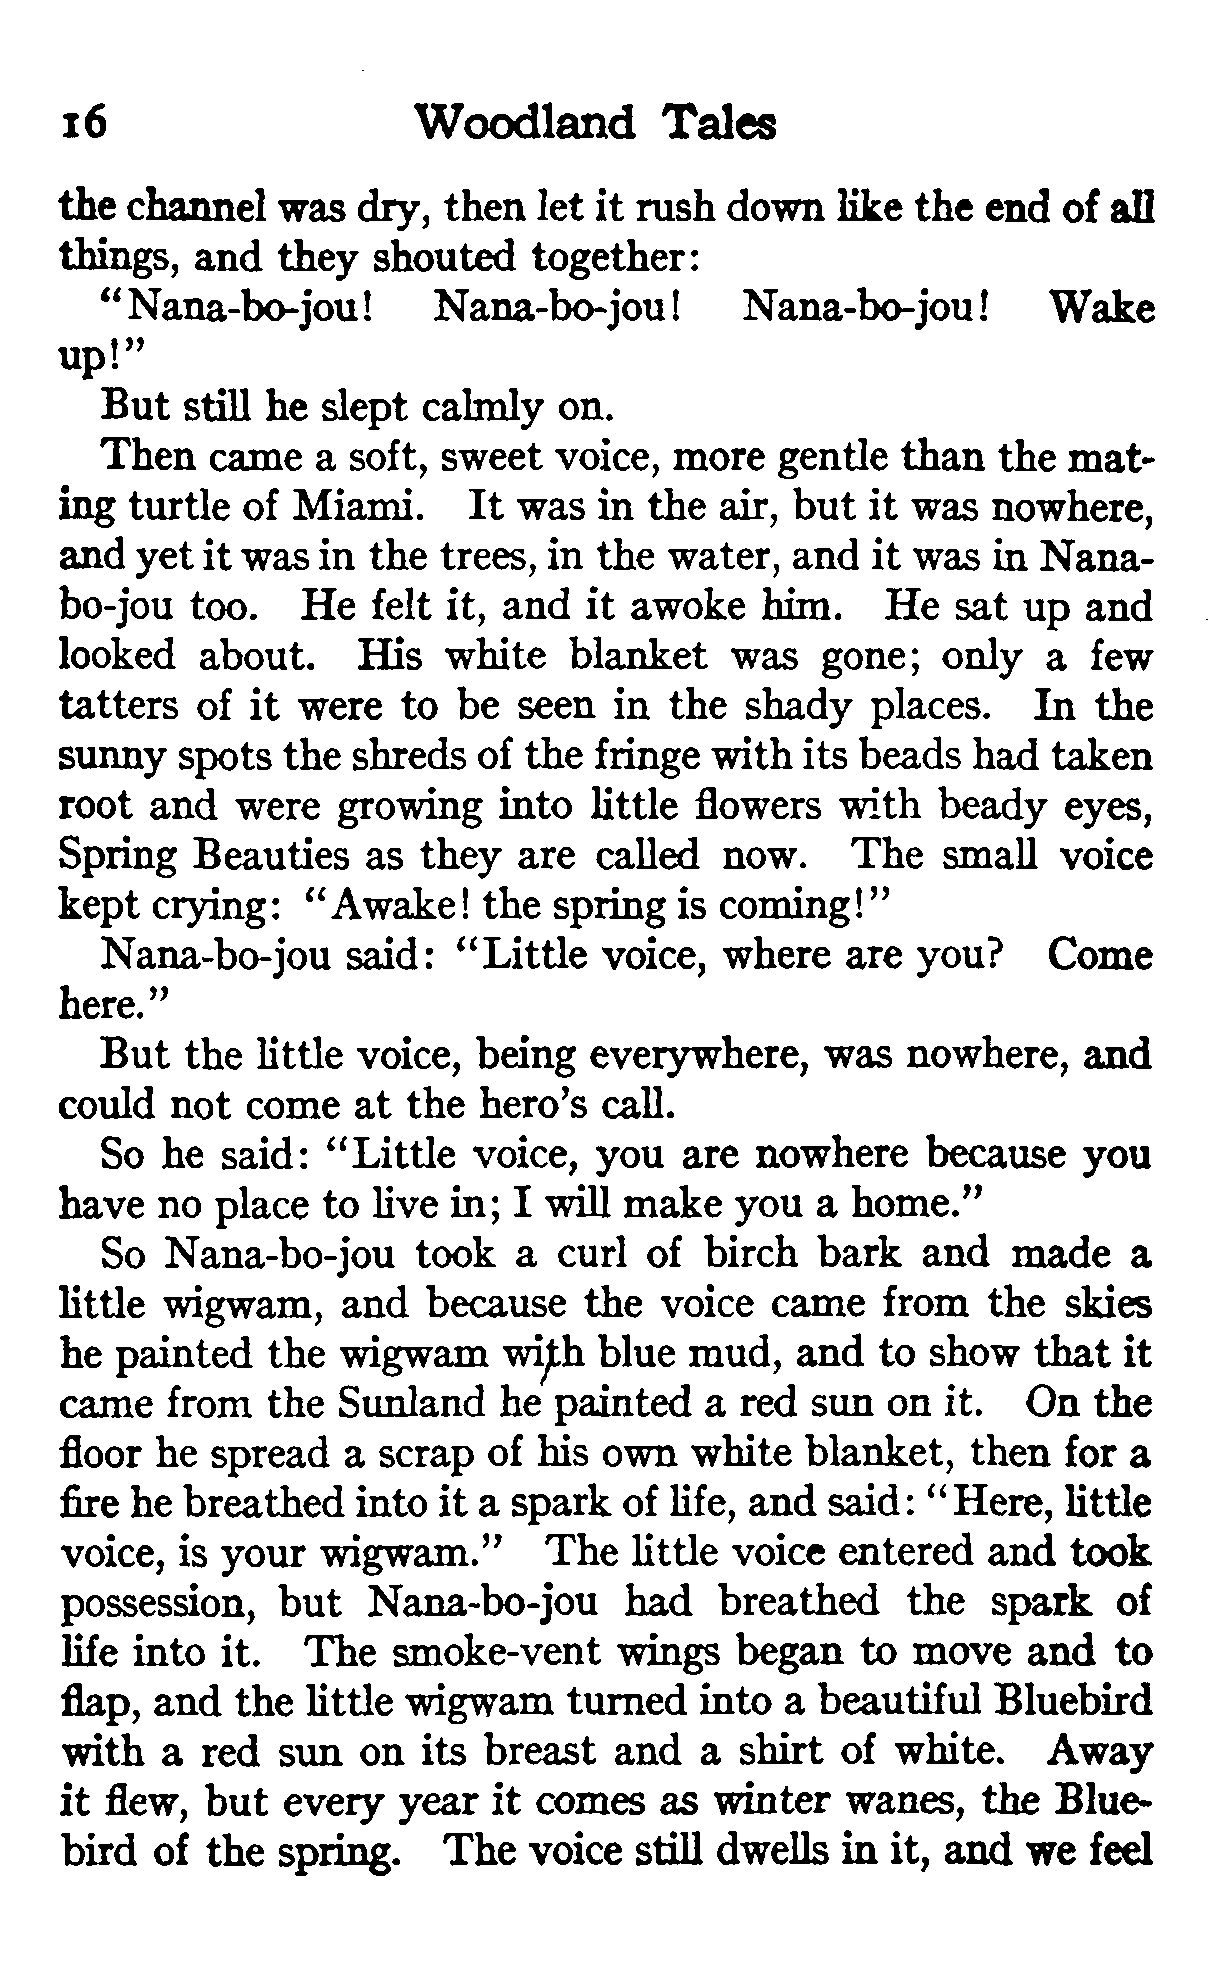 16 Woodland Tales
the channel was dry, then let it rush down like the end of all
things, and they shouted together:
"Nana-bo-jou! Nana-bo-jou! Nana-bo-jou! Wake
up!"
But still he slept calmly on.
Then came a soft, sweet voice, more gentle than the mat-
ing turtle of Miami. It was in the air, but it was nowhere,
and yet it was in the trees, in the water, and it was in Nana-
bo-jou too. He felt it, and it awoke him. He sat up and
looked about. His white blanket was gone; only a few
tatters of it were to be seen in the shady places. In the
sunny spots the shreds of the fringe with its beads had taken
root and were growing into little flowers with beady eyes,
Spring Beauties as they are called now. The small voice
kept crying: "Awake! the spring is coming!"
Nana-bo-jou said: "Little voice, where are you? Come
here."
But the little voice, being everywhere, was nowhere, and
could not come at the hero's call.
So he said: "Little voice, you are nowhere because you
have no place to live in; I will make you a home."
So Nana-bo-jou took a curl of birch bark and made a
little wigwam, and because the voice came from the skies
he painted the wigwam with blue mud, and to show that it
came from the Sunland he painted a red sun on it. On the
floor he spread a scrap of his own white blanket, then for a
fire he breathed into it a spark of life, and said: "Here, little
voice, is your wigwam." The little voice entered and took
possession, but Nana-bo-jou had breathed the spark of
life into it. The smoke-vent wings began to move and to
flap, and the little wigwam turned into a beautiful Bluebird
with a red sun on its breast and a shirt of white. Away
it flew, but every year it comes as winter wanes, the Blue-
bird of the spring. The voice still dwells in it, and we feel